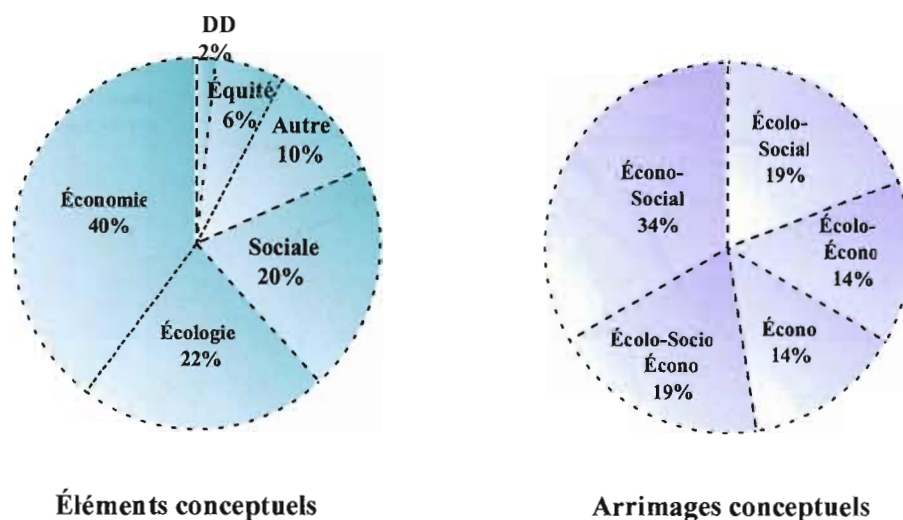 DD
2%
Équité
6%
Autre
10%
Économie
40%
Sociale
20%
Écologie
22%
Écolo-
Social
19%
Écono-
Social
34%
Écolo-
Écono
14%
Écono
14%
Écolo-Socio
Écono
19%
Éléments conceptuels
Arrimages conceptuels